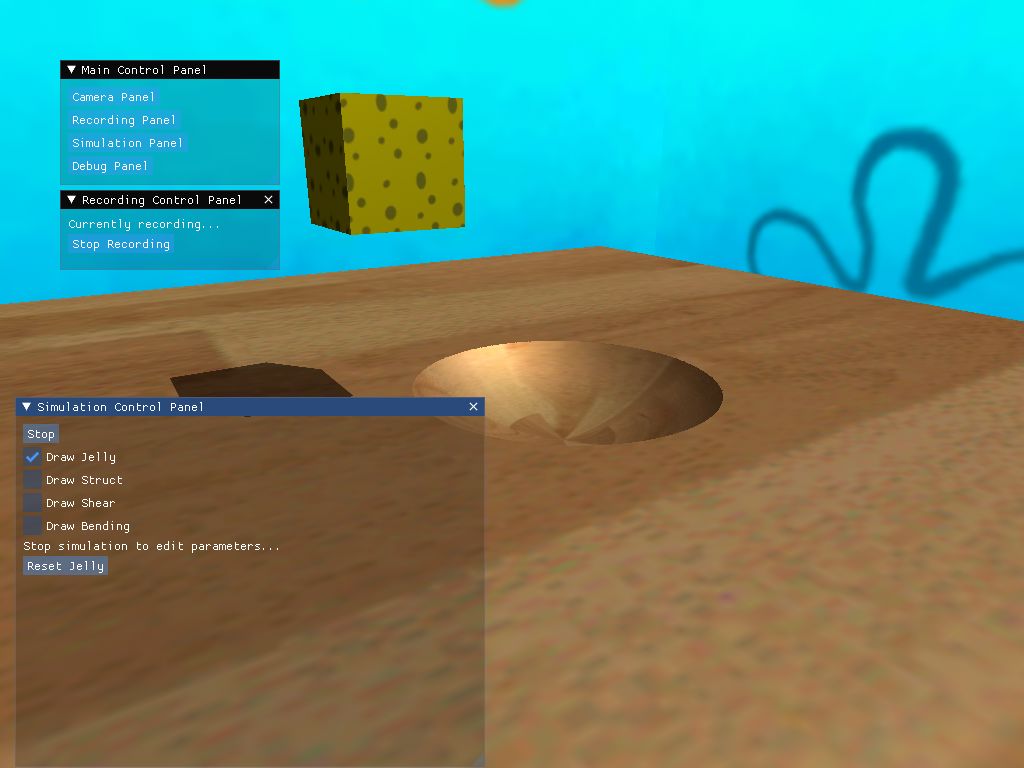 Main Control Panel
Camera Panel
Recording Panel
Simulation Panel
Debug Panel
Recording Control Panel
Currently recording...
Stop Recording
Simulation Control Panel
Stop
Draw Jelly
Draw Struct
Draw Shear
Draw Bending
Stop simulation to edit parameters...
Reset Jelly